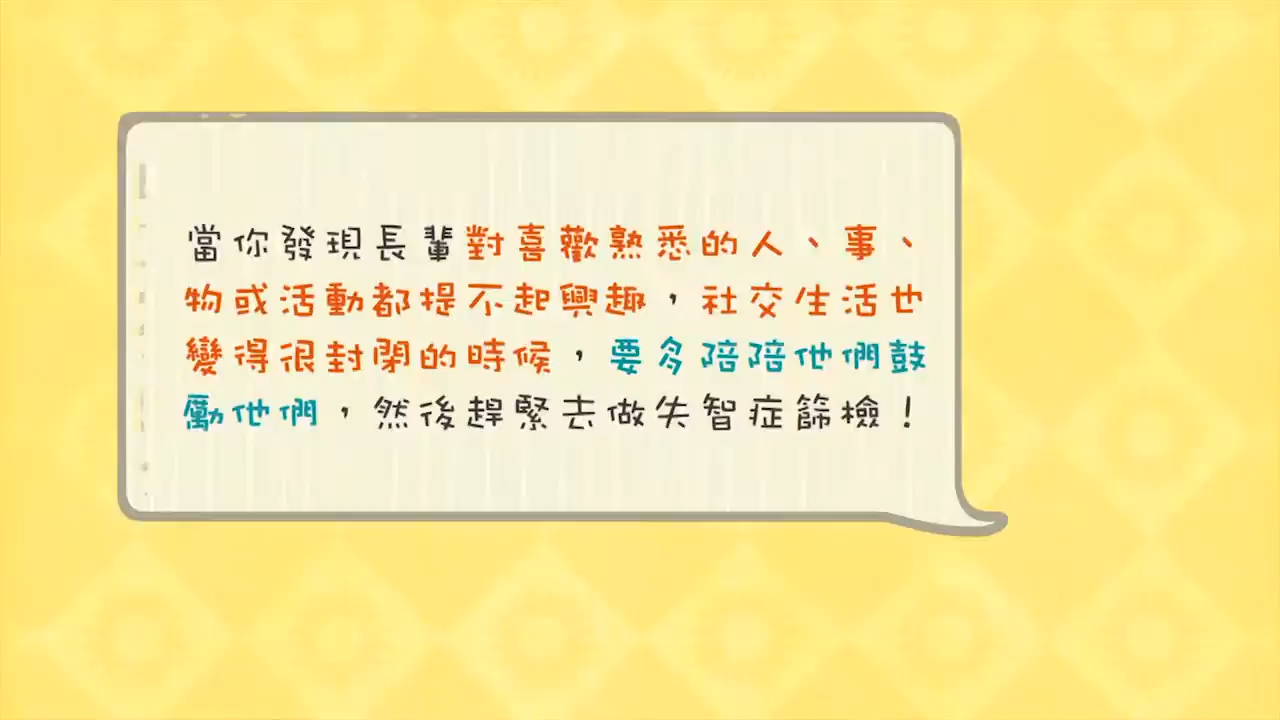 當你發現長輩對喜歡熟悉的人、事、
物或活動都提不起興趣，社交生活也
變得很封閉的時候，要多陪陪他們鼓
勵他們，然後趕緊去做失智症篩檢！